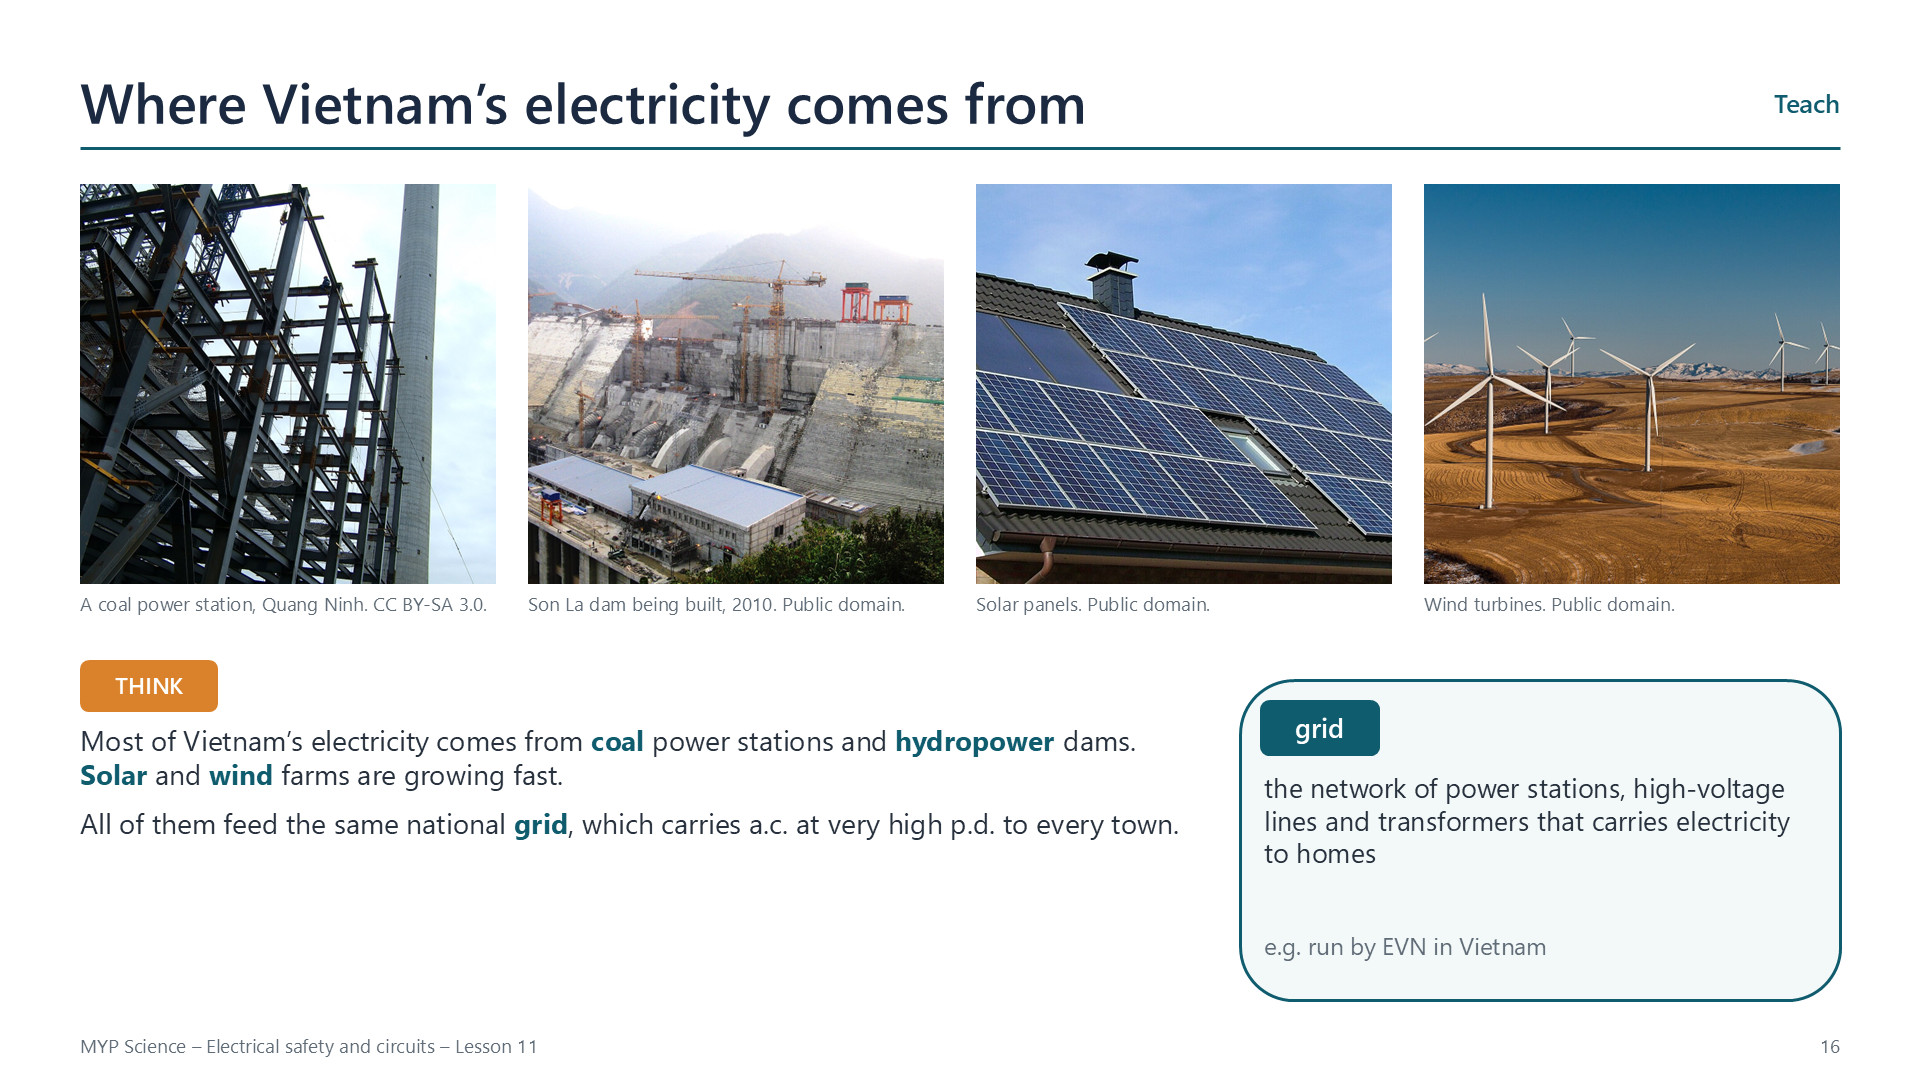 Where Vietnam’s electricity comes from
Teach
A coal power station, Quang Ninh. CC BY-SA 3.0.
Son La dam being built, 2010. Public domain.
Solar panels. Public domain.
Wind turbines. Public domain.
THINK
Most of Vietnam’s electricity comes from coal power stations and hydropower dams.
Solar and wind farms are growing fast.
All of them feed the same national grid, which carries a.c. at very high p.d. to every town.
grid
the network of power stations, high-voltage
lines and transformers that carries electricity
to homes
e.g. run by EVN in Vietnam
MYP Science – Electrical safety and circuits – Lesson 11
16